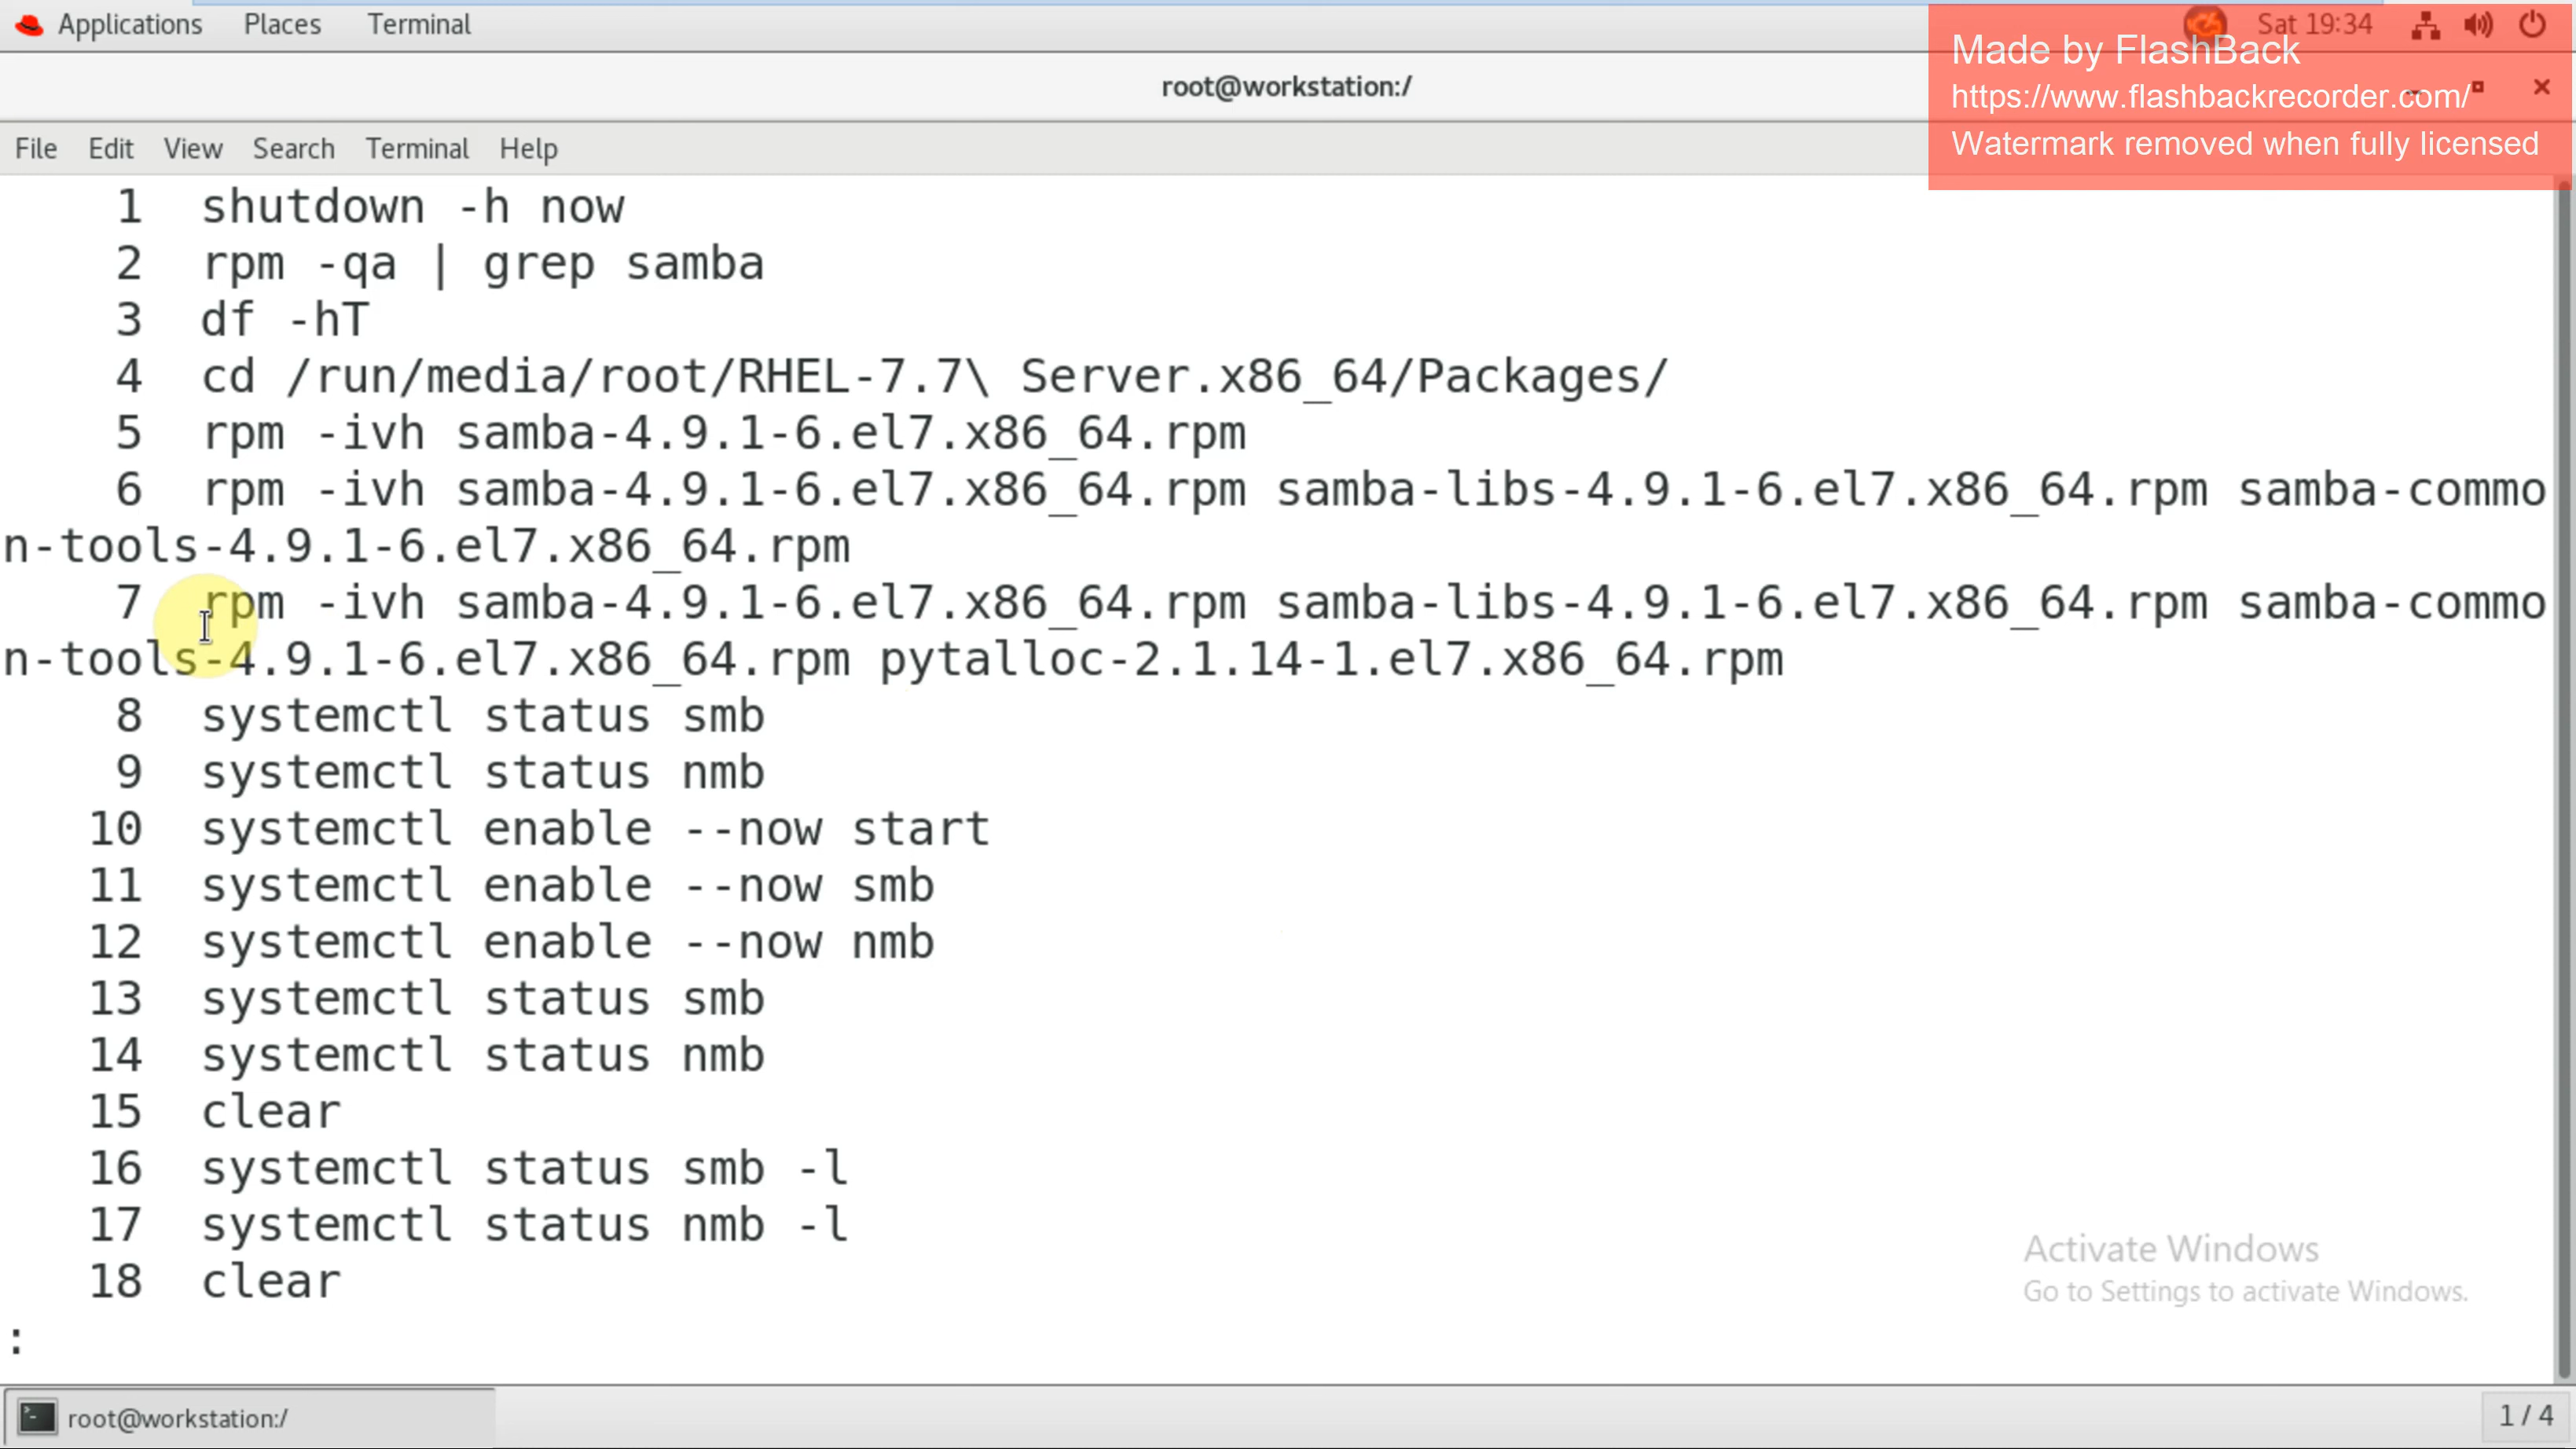 Applications Places Terminal Sat 19:34
Made by FlashBack
https://www.flashbackrecorder.com/
Watermark removed when fully licensed
root@workstation:/
File Edit View Search Terminal Help
1 shutdown -h now
2 rpm -qa | grep samba
3 df -hT
4 cd /run/media/root/RHEL-7.7\ Server.x86_64/Packages/
5 rpm -ivh samba-4.9.1-6.el7.x86_64.rpm
6 rpm -ivh samba-4.9.1-6.el7.x86_64.rpm samba-libs-4.9.1-6.el7.x86_64.rpm samba-commo
n-tools-4.9.1-6.el7.x86_64.rpm
7 rpm -ivh samba-4.9.1-6.el7.x86_64.rpm samba-libs-4.9.1-6.el7.x86_64.rpm samba-commo
n-tools-4.9.1-6.el7.x86_64.rpm pytalloc-2.1.14-1.el7.x86_64.rpm
8 systemctl status smb
9 systemctl status nmb
10 systemctl enable --now start
11 systemctl enable --now smb
12 systemctl enable --now nmb
13 systemctl status smb
14 systemctl status nmb
15 clear
16 systemctl status smb -l
17 systemctl status nmb -l
18 clear
:
Activate Windows
Go to Settings to activate Windows.
root@workstation:/
1 / 4